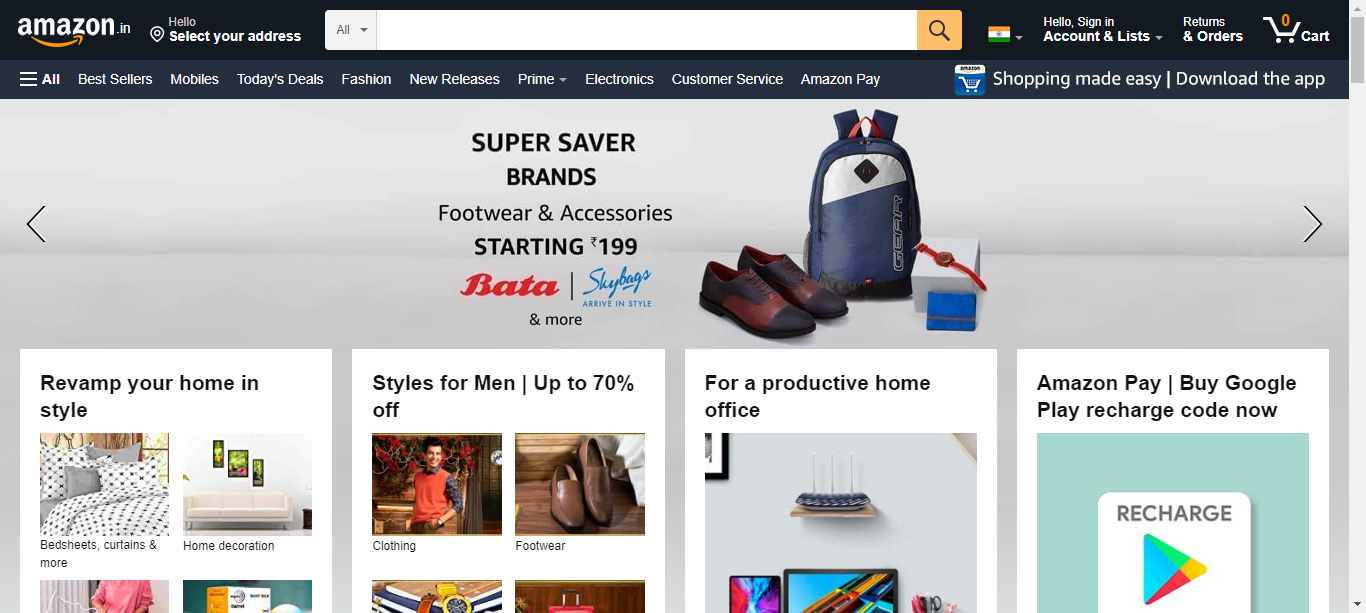 amazon.in
Hello
Select your address
All
Hello, Sign in
Account & Lists
Returns
& Orders
0
Cart
All
Best Sellers
Mobiles
Today's Deals
Fashion
New Releases
Prime
Electronics
Customer Service
Amazon Pay
amazon
Shopping made easy | Download the app
SUPER SAVER
BRANDS
Footwear & Accessories
STARTING ₹199
Bata | Skybags
ARRIVE IN STYLE
& more
GEAR
Revamp your home in
style
Bedsheets, curtains &
more
Home decoration
Styles for Men | Up to 70%
off
Clothing
Footwear
For a productive home
office
Amazon Pay | Buy Google
Play recharge code now
RECHARGE